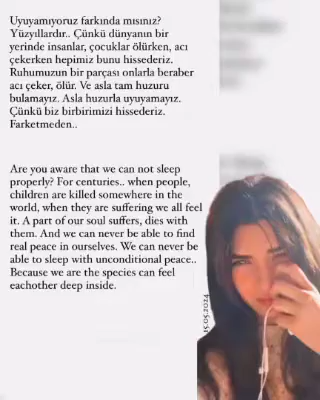 Uyuyamıyoruz farkında mısınız?
Yüzyıllardır.. Çünkü dünyanın bir
yerinde insanlar, çocuklar ölürken, acı
çekerken hepimiz bunu hissederiz.
Ruhumuzun bir parçası onlarla beraber
acı çeker, ölür. Ve asla tam huzuru
bulamayız. Asla huzurla uyuyamayız.
Çünkü biz birbirimizi hissederiz.
Farketmeden..
Are you aware that we can not sleep
properly? For centuries.. when people,
children are killed somewhere in the
world, when they are suffering we all feel
it. A part of our soul suffers, dies with
them. And we can never be able to find
real peace in ourselves. We can never be
able to sleep with unconditional peace..
Because we are the species can feel
eachother deep inside.
15.05.2024